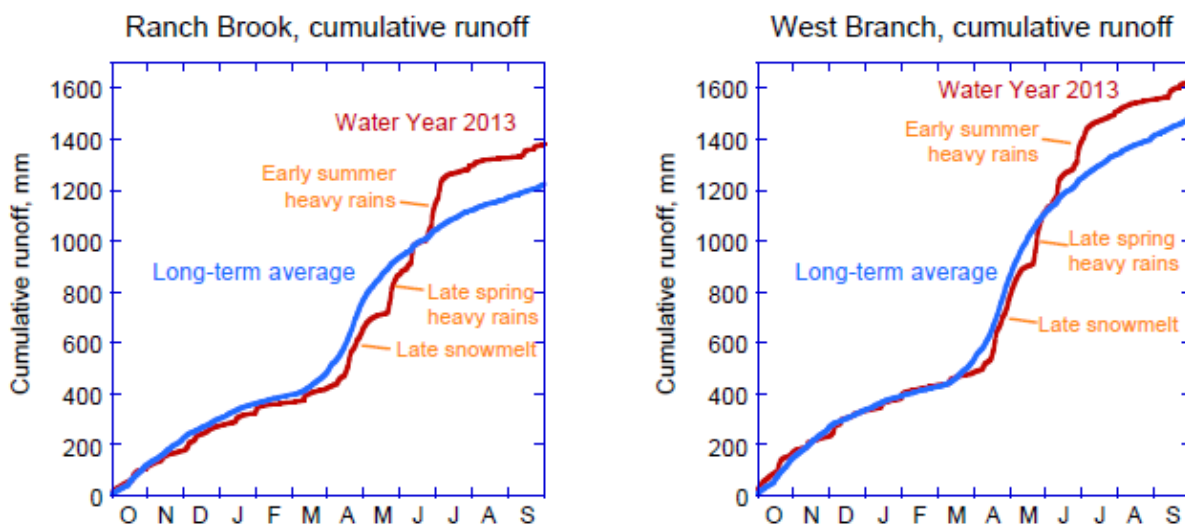 Ranch Brook, cumulative runoff
Cumulative runoff, mm
1600
1400
1200
1000
800
600
400
200
0
Water Year 2013
Early summer
heavy rains
Long-term average
Late spring
heavy rains
Late snowmelt
O N D J F M A M J J A S
West Branch, cumulative runoff
Cumulative runoff, mm
1600
1400
1200
1000
800
600
400
200
0
Water Year 2013
Early summer
heavy rains
Late spring
heavy rains
Long-term average
Late snowmelt
O N D J F M A M J J A S